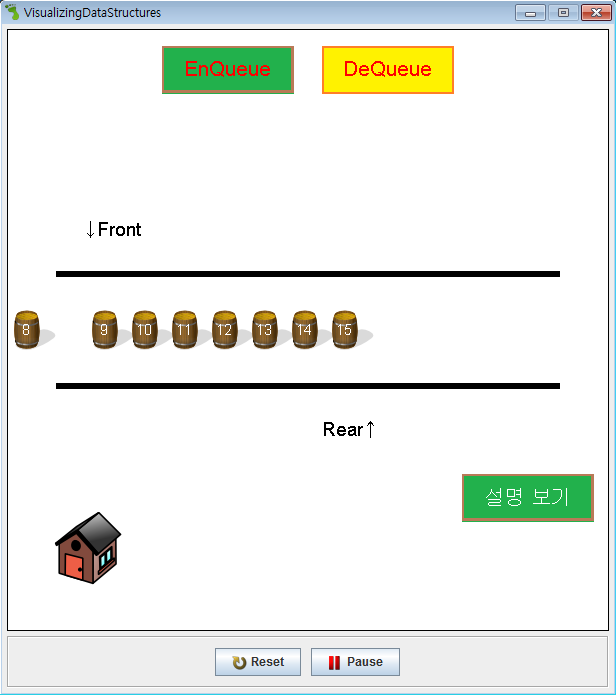 VisualizingDataStructures
EnQueue DeQueue
↓Front
8 9 10 11 12 13 14 15
Rear↑
설명 보기
Reset Pause